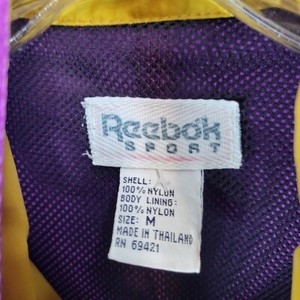 Reebok
SPORT
SHELL:
100% NYLON
BODY LINING:
100% NYLON
SIZE: M
MADE IN THAILAND
RN 69421